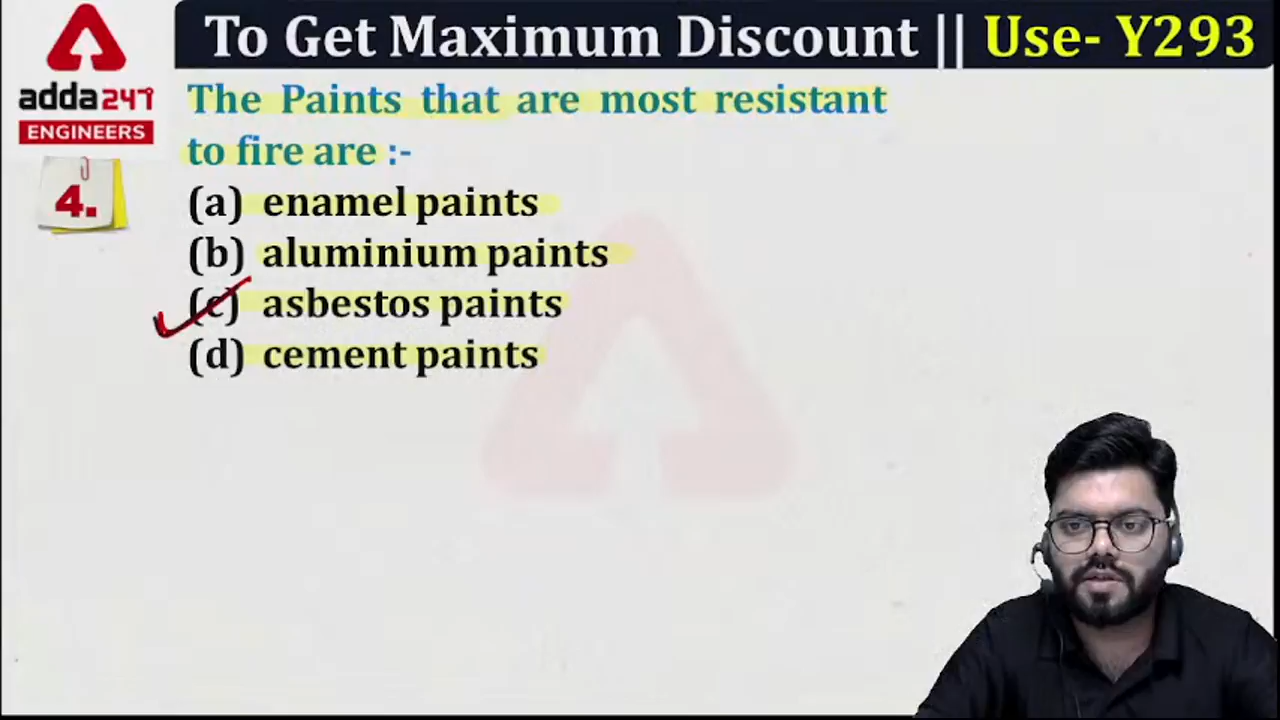 To Get Maximum Discount || Use- Y293
adda247
ENGINEERS
4.
The Paints that are most resistant
to fire are :-
(a) enamel paints
(b) aluminium paints
(c) asbestos paints
(d) cement paints